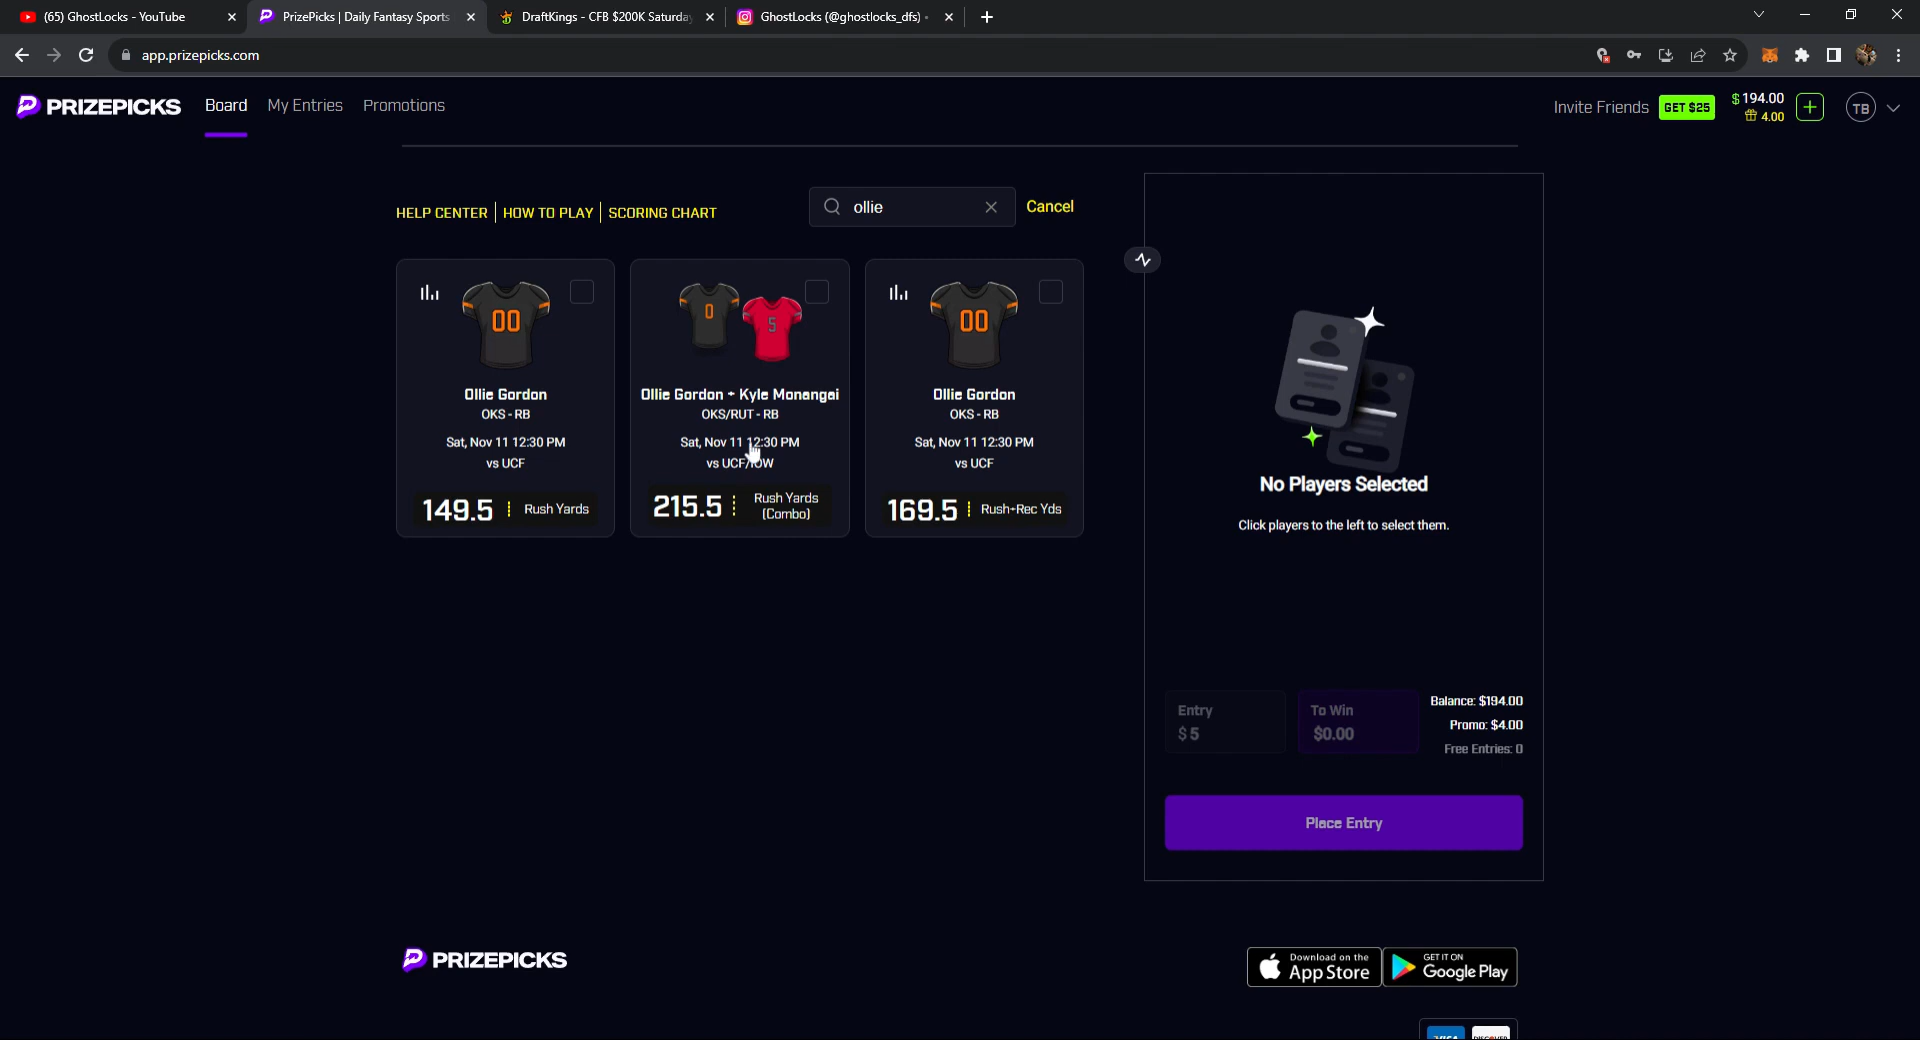 (65) GhostLocks - YouTube
PrizePicks | Daily Fantasy Sports
DraftKings - CFB $200K Saturday
GhostLocks (@ghostlocks_dfs) •
app.prizepicks.com
PRIZEPICKS
Board
My Entries
Promotions
Invite Friends
GET $25
$ 194.00
4.00
TB
HELP CENTER
HOW TO PLAY
SCORING CHART
ollie
Cancel
00
Ollie Gordon
OKS - RB
Sat, Nov 11 12:30 PM
vs UCF
149.5
Rush Yards
0
5
Ollie Gordon + Kyle Monangai
OKS/RUT - RB
Sat, Nov 11 12:30 PM
vs UCF/IOW
215.5
Rush Yards
(Combo)
00
Ollie Gordon
OKS - RB
Sat, Nov 11 12:30 PM
vs UCF
169.5
Rush+Rec Yds
No Players Selected
Click players to the left to select them.
Entry
$ 5
To Win
$0.00
Balance: $194.00
Promo: $4.00
Free Entries: 0
Place Entry
PRIZEPICKS
Download on the
App Store
GET IT ON
Google Play
VISA
DISCOVER